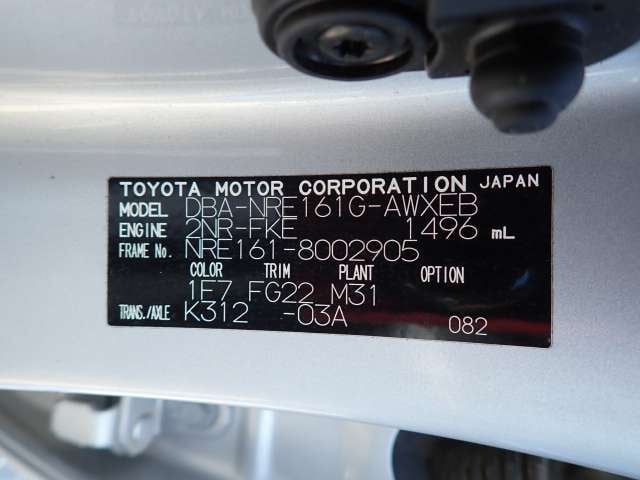 TOYOTA MOTOR CORPORATION JAPAN
MODEL DBA-NRE161G-AWXEB
ENGINE 2NR-FKE 1496 mL
FRAME No. NRE161-8002905
COLOR TRIM PLANT OPTION
1F7 FG22 M31
TRANS./AXLE K312 -03A 082